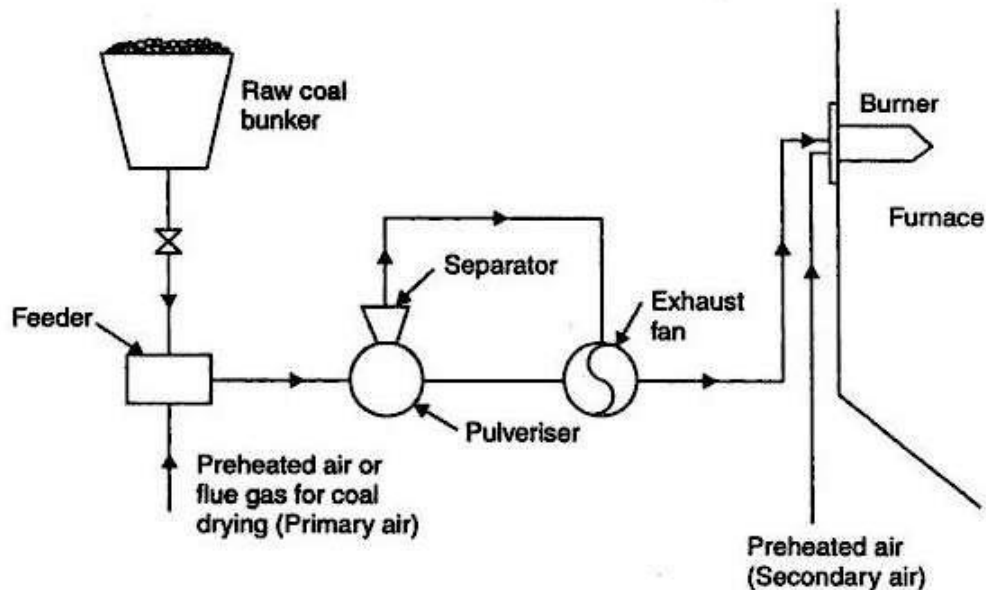 Raw coal
bunker
Burner
Furnace
Separator
Exhaust
fan
Feeder
Pulveriser
Preheated air or
flue gas for coal
drying (Primary air)
Preheated air
(Secondary air)